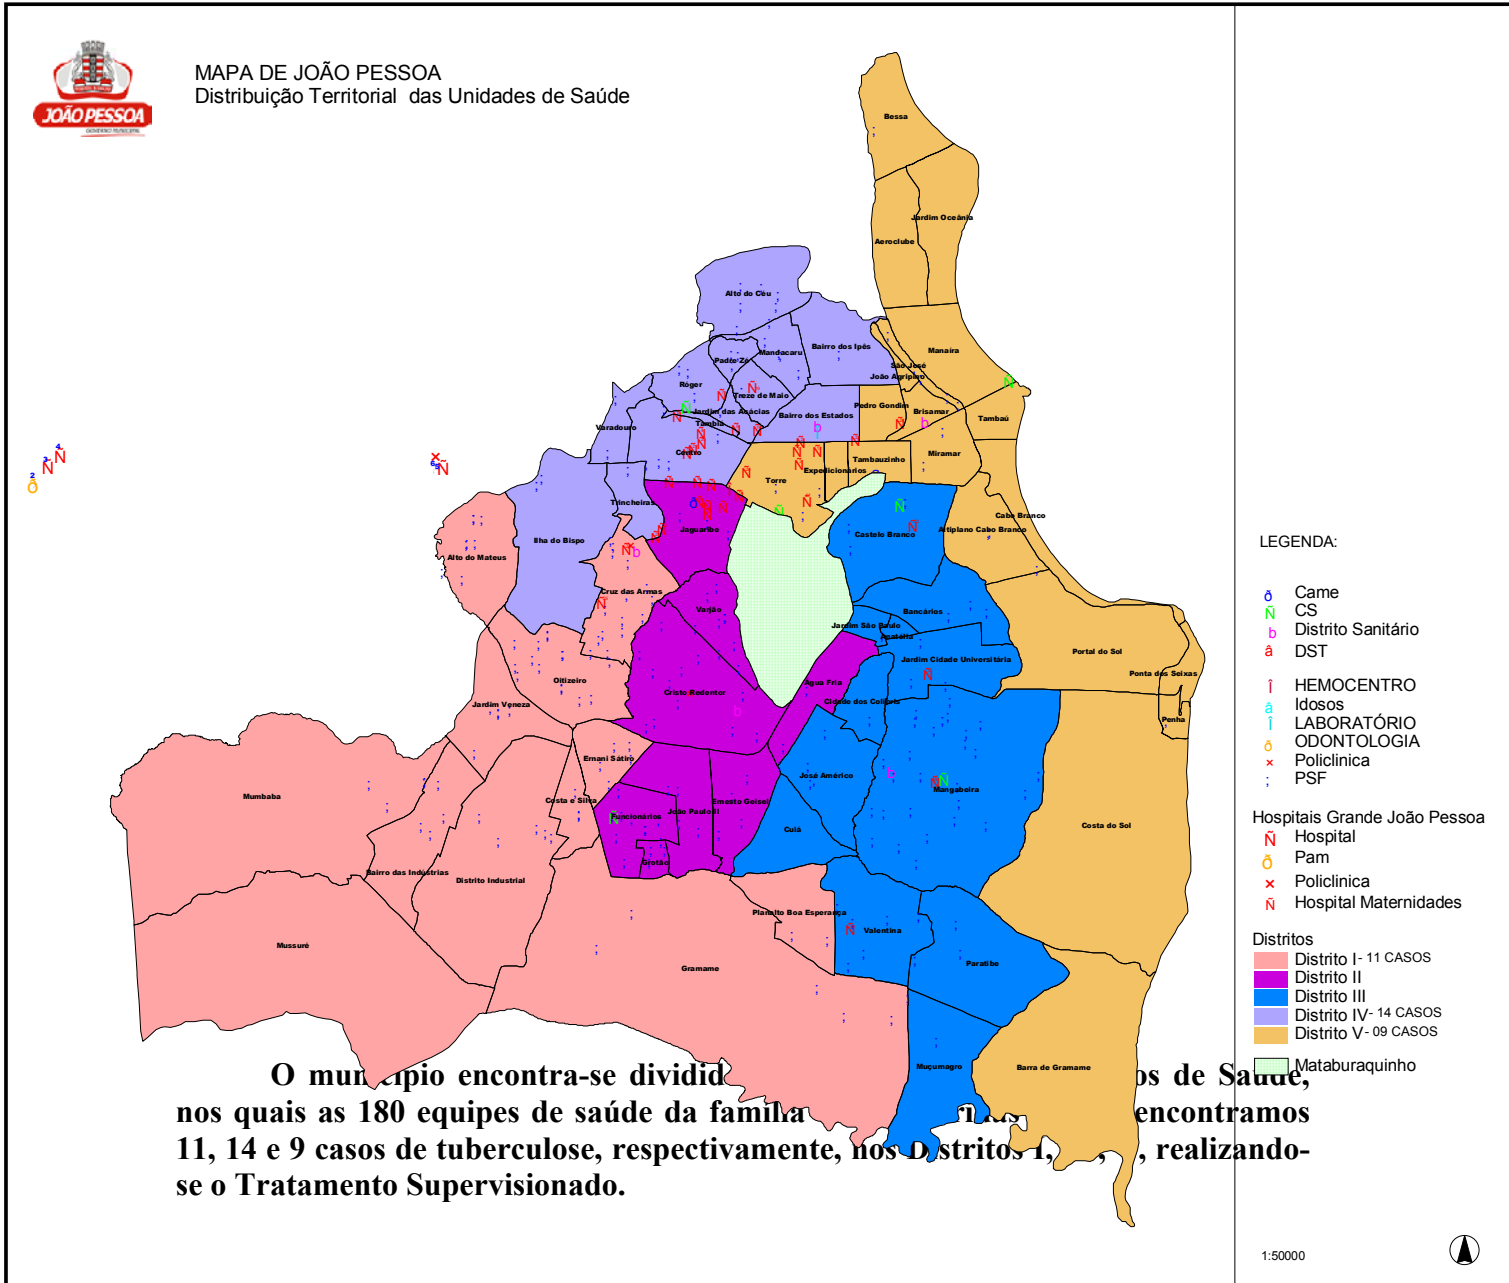 JOÃO PESSOA
MAPA DE JOÃO PESSOA
Distribuição Territorial das Unidades de Saúde
Bessa
Jardim Oceânia
Aeroclube
Alto do Céu
Manaíra
Bairro dos Ipês
Mandacaru
Padre Zé
São José
João Agripino
Róger
Treze de Maio
Pedro Gondim
Brisamar
Tambaú
Jardim das Acácias
Bairro dos Estados
Tambiá
Varadouro
Centro
Miramar
Tambauzinho
Expedicionários
Torre
Trincheiras
Cabo Branco
Altiplano Cabo Branco
Jaguaribe
Castelo Branco
Ilha do Bispo
Alto do Mateus
Cruz das Armas
Varjão
Bancários
Jardim São Paulo
Anatólia
Jardim Cidade Universitária
Portal do Sol
Ponta dos Seixas
Oitizeiro
Cristo Redentor
Água Fria
Cidade dos Colibris
Jardim Veneza
Penha
Ernani Sátiro
José Américo
Mangabeira
Mumbaba
Costa e Silva
Funcionários
João Paulo II
Ernesto Geisel
Cuiá
Costa do Sol
Grotão
Bairro das Indústrias
Distrito Industrial
Planalto Boa Esperança
Valentina
Mussuré
Gramame
Paratibe
Muçumagro
Barra de Gramame
LEGENDA:
ð Came
Ñ CS
b Distrito Sanitário
â DST
Î HEMOCENTRO
â Idosos
Î LABORATÓRIO
ð ODONTOLOGIA
× Policlinica
; PSF
Hospitais Grande João Pessoa
Ñ Hospital
Ô Pam
× Policlinica
Ñ Hospital Maternidades
Distritos
Distrito I - 11 CASOS
Distrito II
Distrito III
Distrito IV - 14 CASOS
Distrito V - 09 CASOS
Mataburaquinho
O município encontra-se dividid os de Saúde,
nos quais as 180 equipes de saúde da família encontramos
11, 14 e 9 casos de tuberculose, respectivamente, nos Distritos I, , realizando-
se o Tratamento Supervisionado.
1:50000